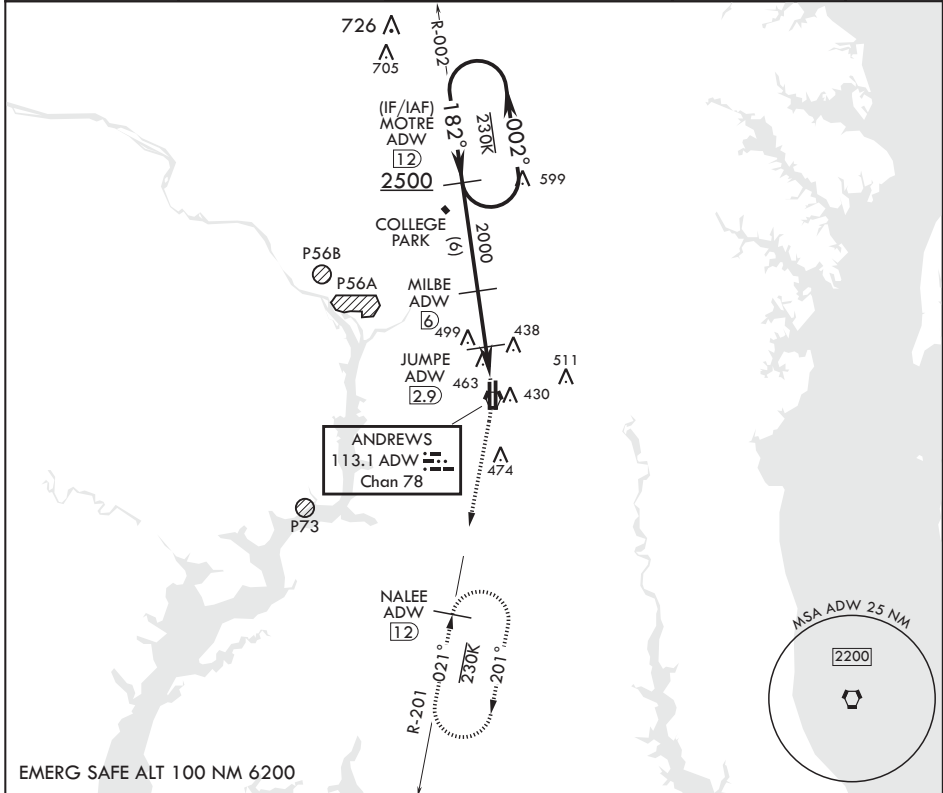 726
705
R-002
(IF/IAF)
MOTRE
ADW
12
2500
182°
230K
002°
599
COLLEGE
PARK
(6)
2000
P56B
P56A
MILBE
ADW
6
499
438
JUMPE
ADW
2.9
463
511
430
ANDREWS
113.1 ADW
Chan 78
474
P73
NALEE
ADW
12
021°
230K
201°
R-201
MSA ADW 25 NM
2200
EMERG SAFE ALT 100 NM 6200